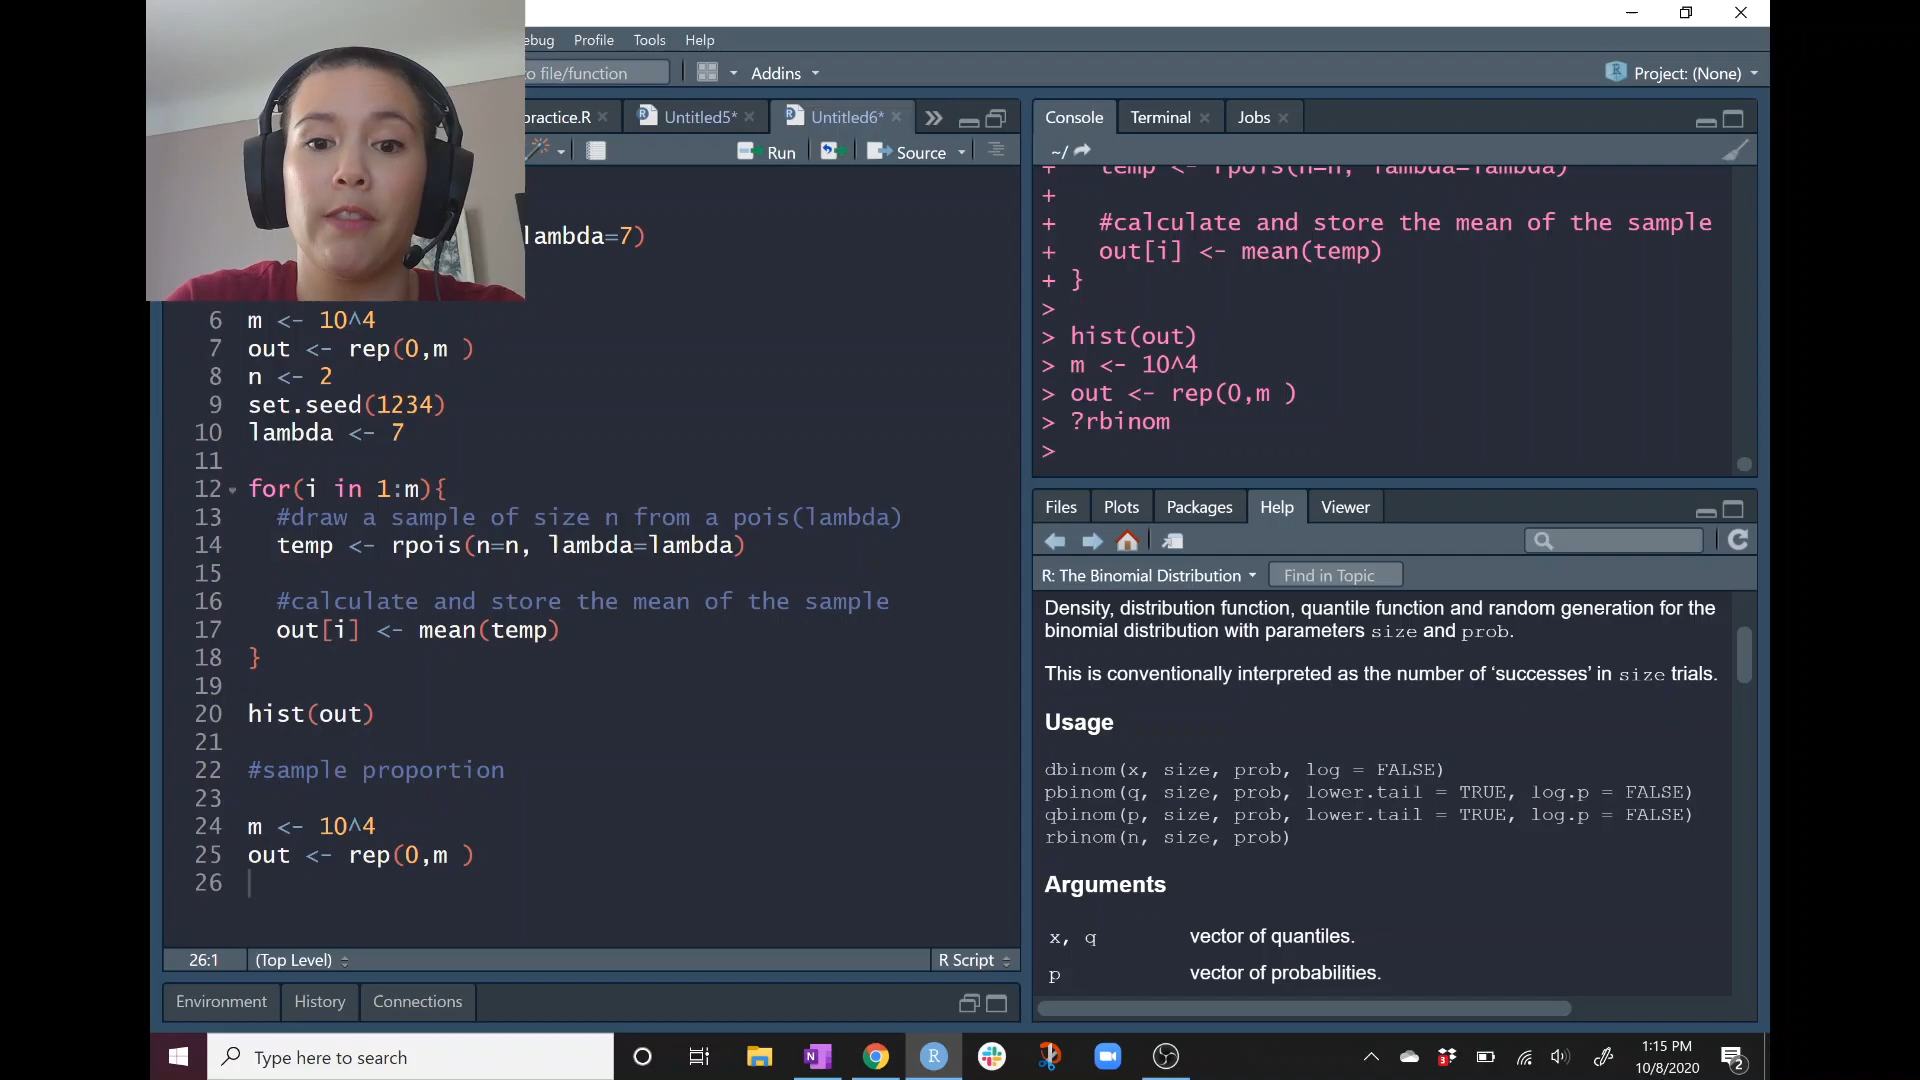 ebug Profile Tools Help
o file/function
Addins
Project: (None)
practice.R
Untitled5*
Untitled6*
Run
Source
lambda=7)
6 m <- 10^4
7 out <- rep(0,m )
8 n <- 2
9 set.seed(1234)
10 lambda <- 7
11
12 for(i in 1:m){
13 #draw a sample of size n from a pois(lambda)
14 temp <- rpois(n=n, lambda=lambda)
15
16 #calculate and store the mean of the sample
17 out[i] <- mean(temp)
18 }
19
20 hist(out)
21
22 #sample proportion
23
24 m <- 10^4
25 out <- rep(0,m )
26
26:1 (Top Level) R Script
Environment History Connections
Console Terminal Jobs
~/
+ temp <- rpois(n=n, lambda=lambda)
+
+ #calculate and store the mean of the sample
+ out[i] <- mean(temp)
+ }
>
> hist(out)
> m <- 10^4
> out <- rep(0,m )
> ?rbinom
>
Files Plots Packages Help Viewer
R: The Binomial Distribution
Find in Topic
Density, distribution function, quantile function and random generation for the
binomial distribution with parameters size and prob.
This is conventionally interpreted as the number of ‘successes’ in size trials.
Usage
dbinom(x, size, prob, log = FALSE)
pbinom(q, size, prob, lower.tail = TRUE, log.p = FALSE)
qbinom(p, size, prob, lower.tail = TRUE, log.p = FALSE)
rbinom(n, size, prob)
Arguments
x, q vector of quantiles.
p vector of probabilities.
Type here to search
1:15 PM
10/8/2020
2